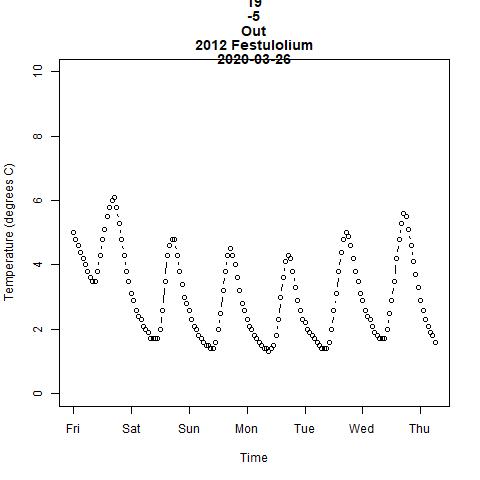 19
-5
Out
2012 Festulolium
2020-03-26
Temperature (degrees C)
10
8
6
4
2
0
Fri Sat Sun Mon Tue Wed Thu
Time